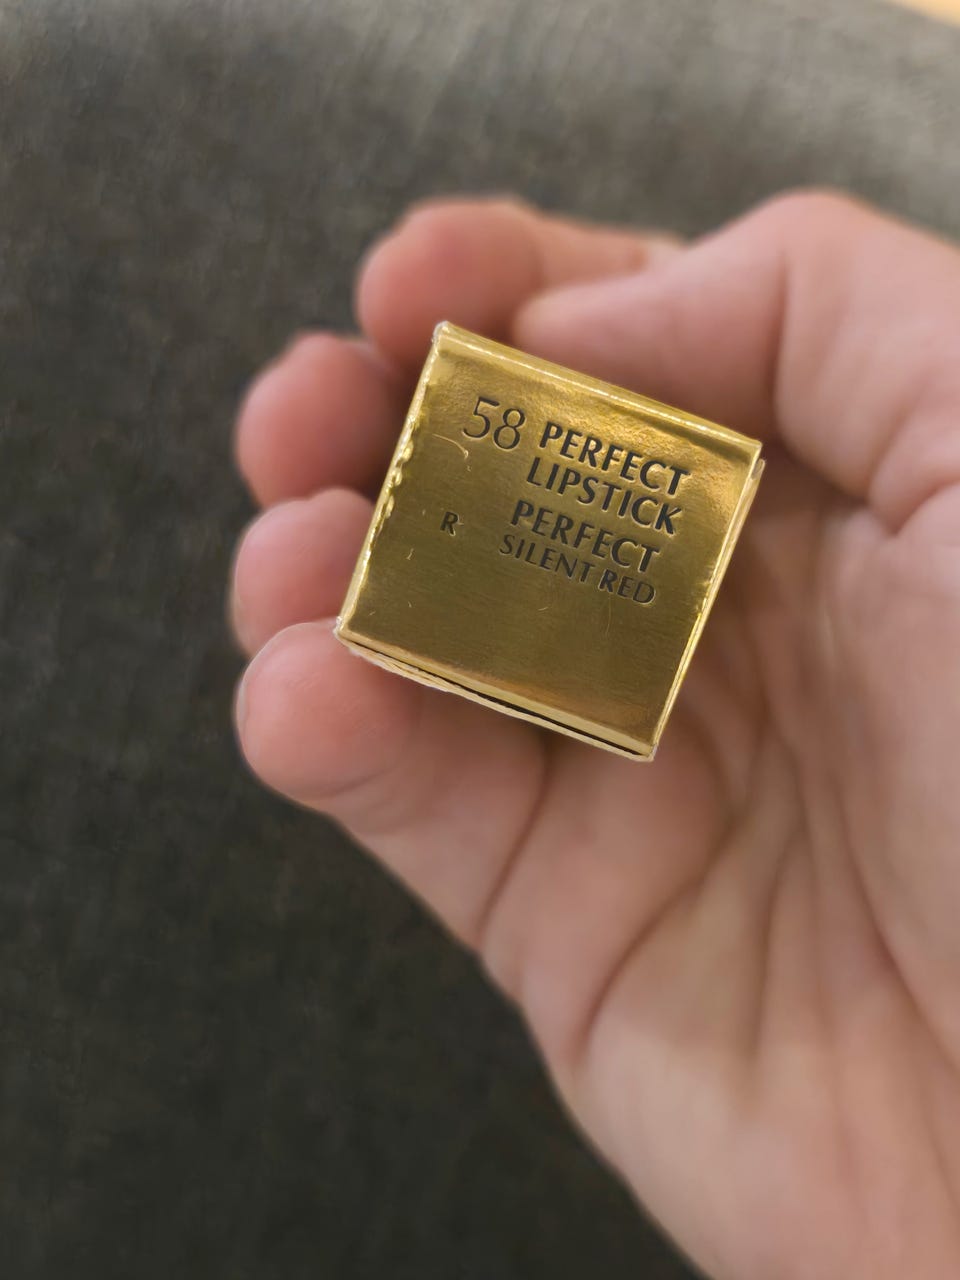 58 PERFECT
LIPSTICK
R PERFECT
SILENT RED